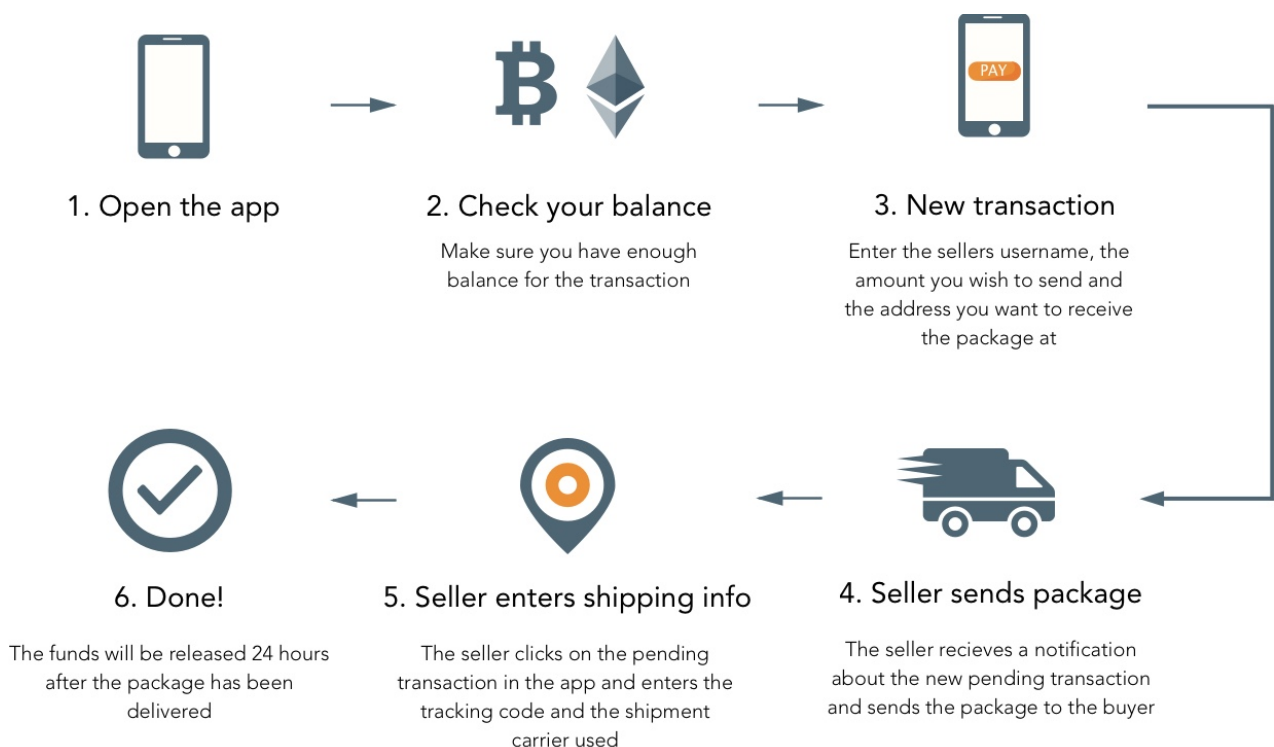 PAY
1. Open the app
2. Check your balance
Make sure you have enough
balance for the transaction
3. New transaction
Enter the sellers username, the
amount you wish to send and
the address you want to receive
the package at
4. Seller sends package
The seller recieves a notification
about the new pending transaction
and sends the package to the buyer
5. Seller enters shipping info
The seller clicks on the pending
transaction in the app and enters the
tracking code and the shipment
carrier used
6. Done!
The funds will be released 24 hours
after the package has been
delivered